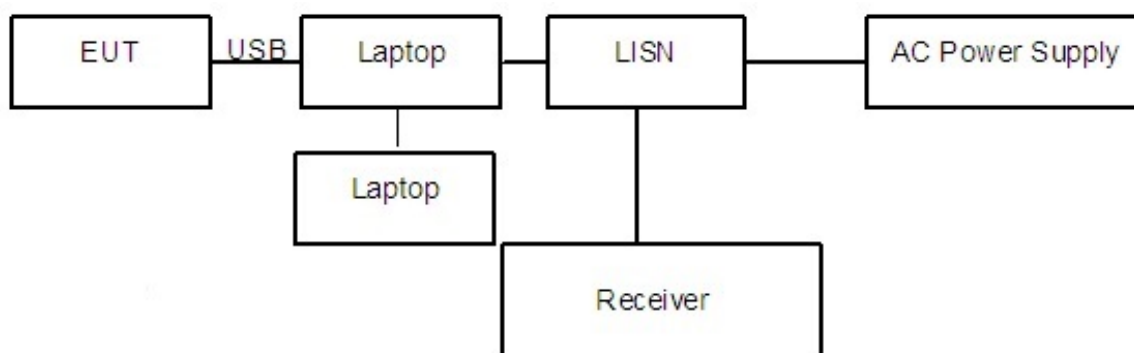 EUT
USB
Laptop
LISN
AC Power Supply
Laptop
Receiver